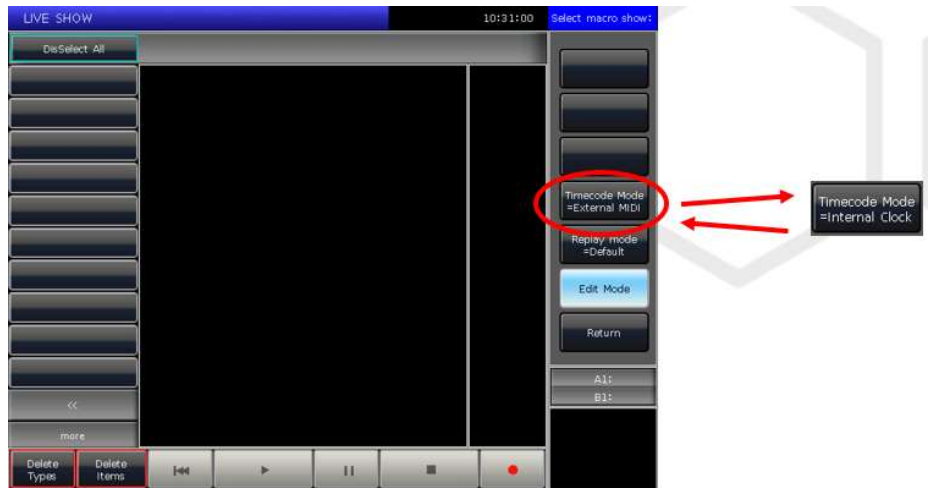 LIVE SHOW
10:31:00
Select macro show:
DisSelect All
Timecode Mode
=External MIDI
Timecode Mode
=Internal Clock
Replay mode
=Default
Edit Mode
Return
A1:
B1:
<<
more
Delete
Types
Delete
Items